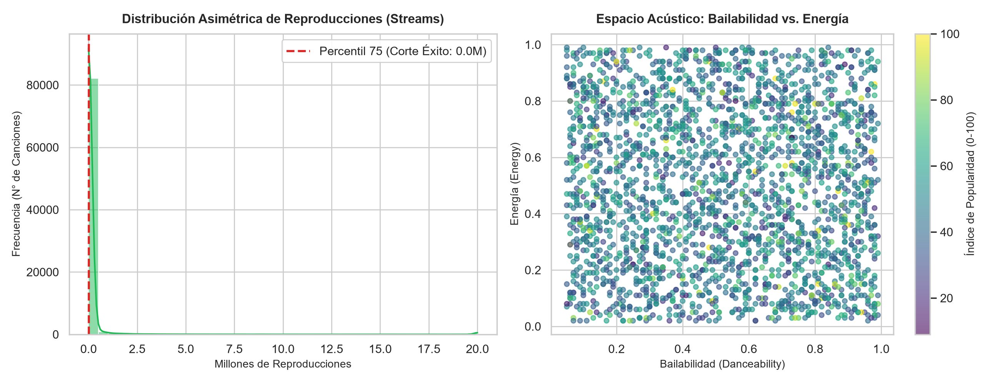 Distribución Asimétrica de Reproducciones (Streams)
Percentil 75 (Corte Éxito: 0.0M)
Frecuencia (N° de Canciones)
80000
60000
40000
20000
0
0.0 2.5 5.0 7.5 10.0 12.5 15.0 17.5 20.0
Millones de Reproducciones
Espacio Acústico: Bailabilidad vs. Energía
Energía (Energy)
1.0
0.8
0.6
0.4
0.2
0.0
0.2 0.4 0.6 0.8 1.0
Bailabilidad (Danceability)
100
80
60
40
20
Índice de Popularidad (0-100)